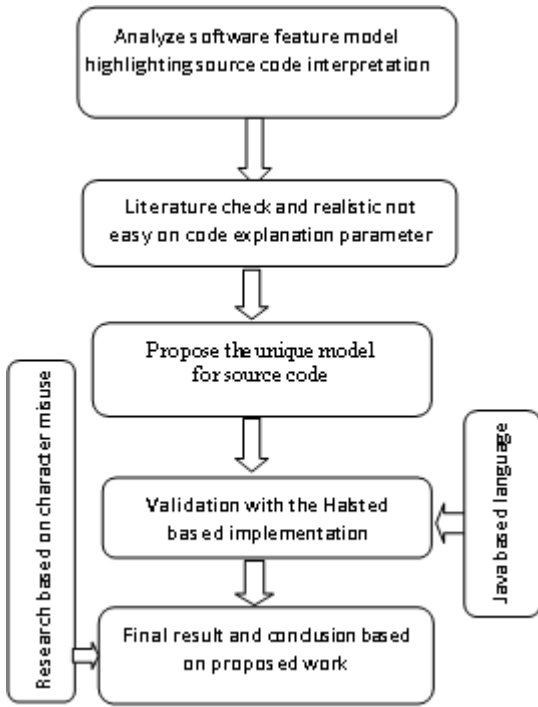 Analyze software feature model
highlighting source code interpretation
Literature check and realistic not
easy on code explanation parameter
Propose the unique model
for source code
Research based on character misuse
Java based language
Validation with the Halsted
based implementation
Final result and conclusion based
on proposed work